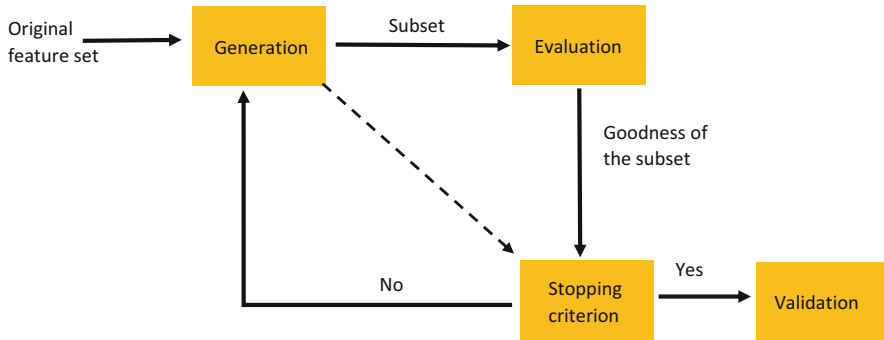 Original
feature set
Generation
Subset
Evaluation
Goodness of
the subset
No
Stopping
criterion
Yes
Validation